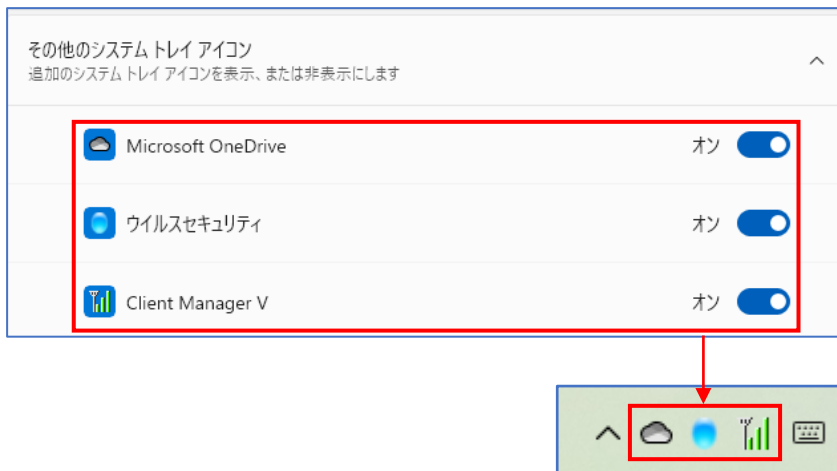 その他のシステム トレイ アイコン
追加のシステム トレイ アイコンを表示、または非表示にします
Microsoft OneDrive オン
ウイルスセキュリティ オン
Client Manager V オン